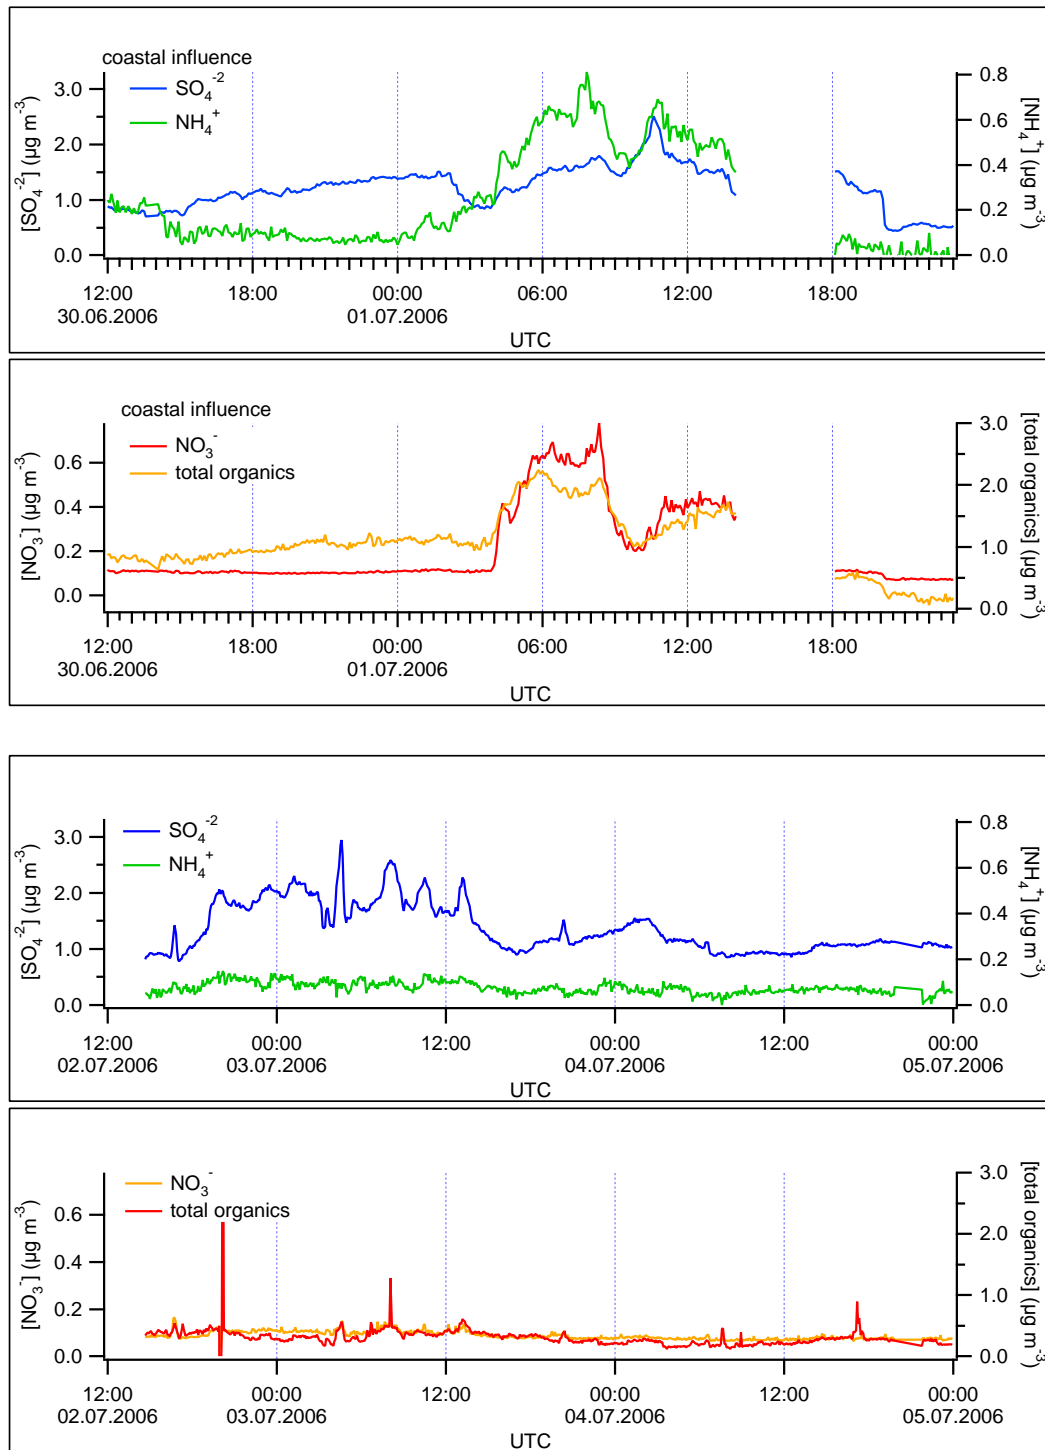 coastal influence
SO₄⁻²
NH₄⁺
[SO₄⁻²] (µg m⁻³)
3.0
2.0
1.0
0.0
[NH₄⁺] (µg m⁻³)
0.8
0.6
0.4
0.2
0.0
12:00 18:00 00:00 06:00 12:00 18:00
30.06.2006 01.07.2006
UTC
coastal influence
NO₃⁻
total organics
[NO₃⁻] (µg m⁻³)
0.6
0.4
0.2
0.0
[total organics] (µg m⁻³)
3.0
2.0
1.0
0.0
12:00 18:00 00:00 06:00 12:00 18:00
30.06.2006 01.07.2006
UTC
SO₄⁻²
NH₄⁺
[SO₄⁻²] (µg m⁻³)
3.0
2.0
1.0
0.0
[NH₄⁺] (µg m⁻³)
0.8
0.6
0.4
0.2
0.0
12:00 00:00 12:00 00:00 12:00 00:00
02.07.2006 03.07.2006 04.07.2006 05.07.2006
UTC
NO₃⁻
total organics
[NO₃⁻] (µg m⁻³)
0.6
0.4
0.2
0.0
[total organics] (µg m⁻³)
3.0
2.0
1.0
0.0
12:00 00:00 12:00 00:00 12:00 00:00
02.07.2006 03.07.2006 04.07.2006 05.07.2006
UTC